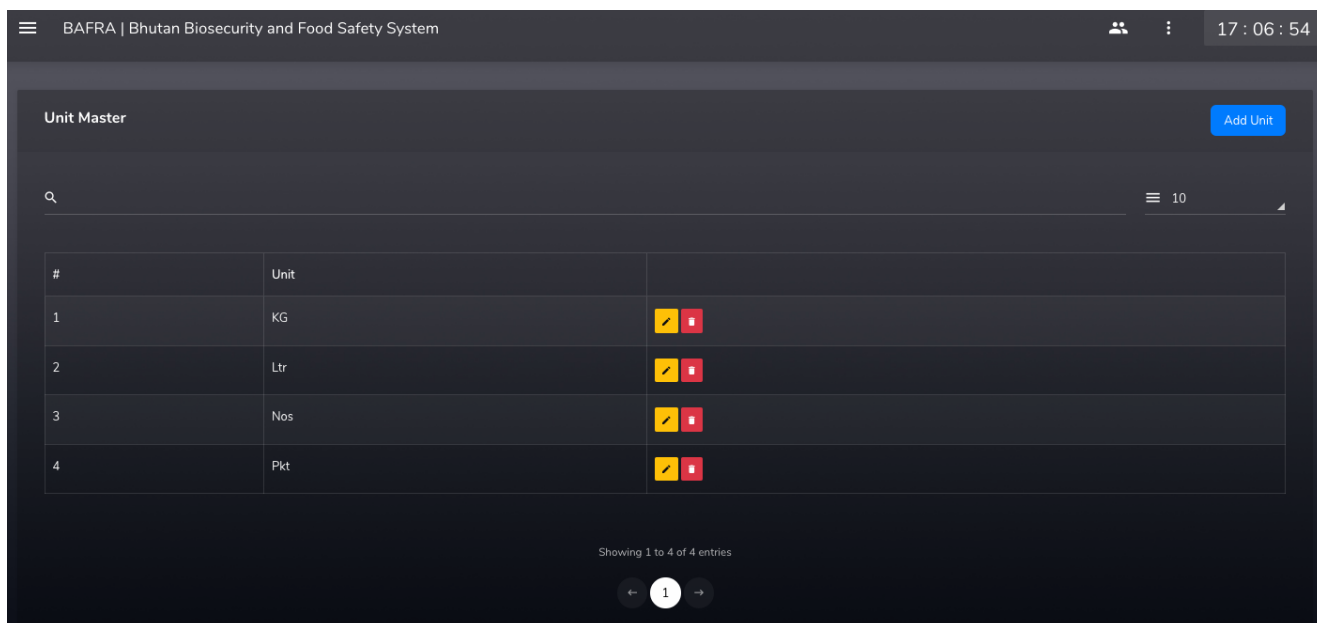 BAFRA | Bhutan Biosecurity and Food Safety System
17 : 06 : 54
Unit Master
Add Unit
10
# Unit
1 KG
2 Ltr
3 Nos
4 Pkt
Showing 1 to 4 of 4 entries
← 1 →